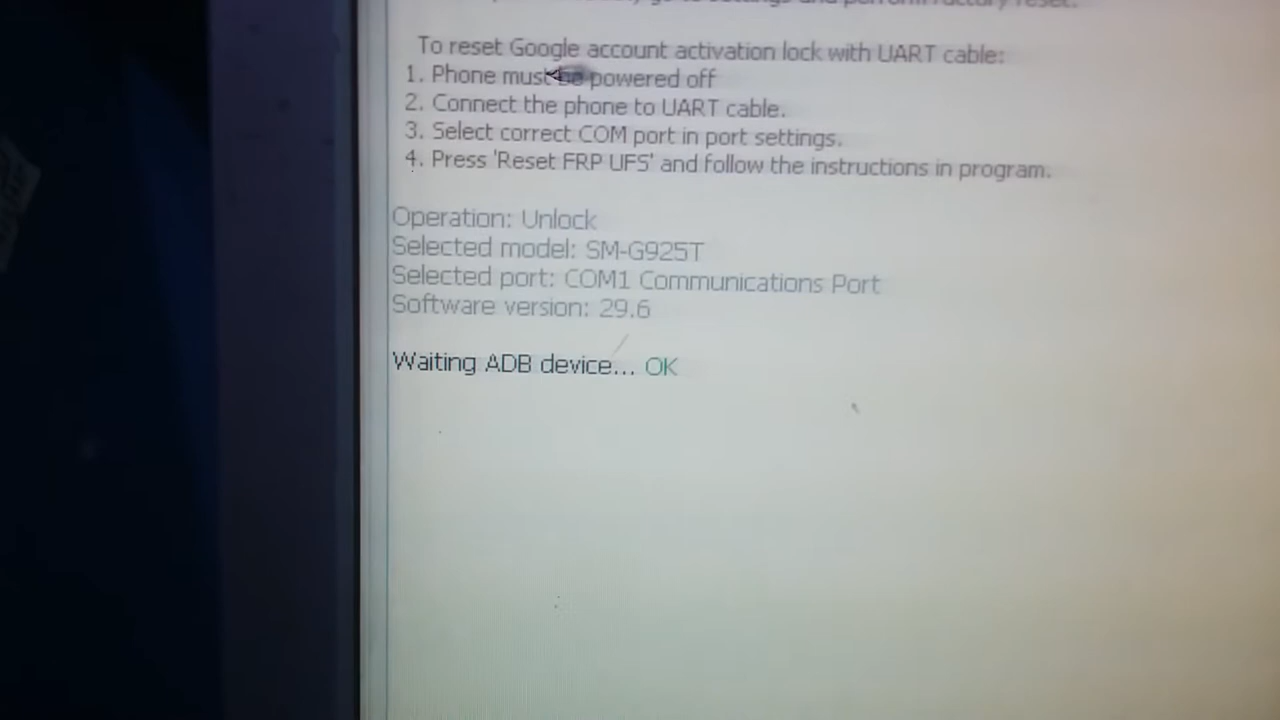 To reset Google account activation lock with UART cable:
1. Phone must be powered off
2. Connect the phone to UART cable.
3. Select correct COM port in port settings.
4. Press 'Reset FRP UFS' and follow the instructions in program.
Operation: Unlock
Selected model: SM-G925T
Selected port: COM1 Communications Port
Software version: 29.6
Waiting ADB device... OK